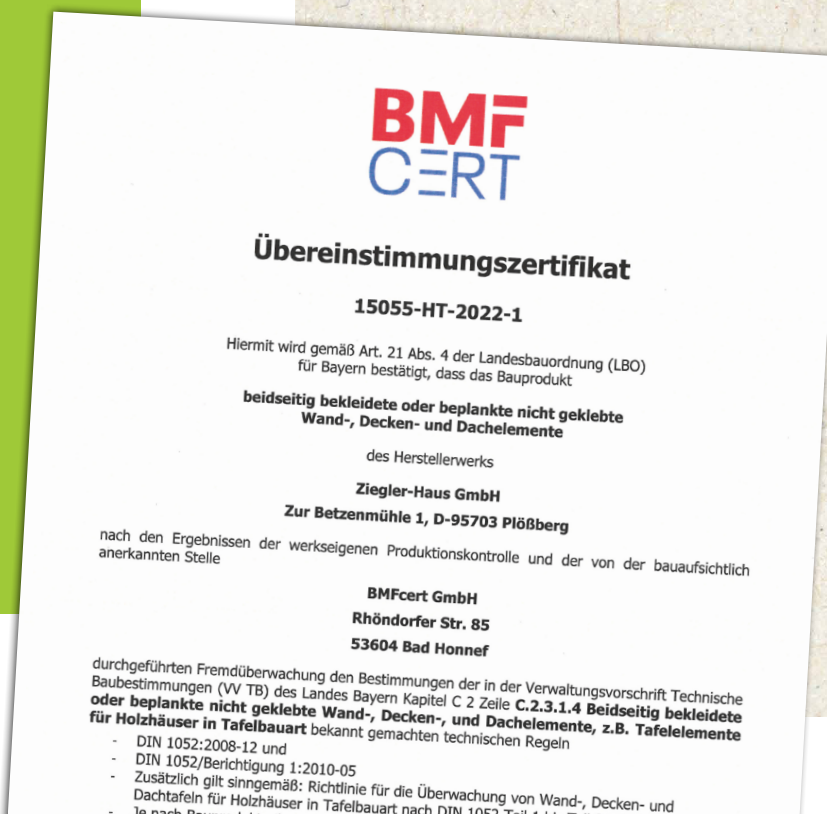 BMF
CERT
Übereinstimmungszertifikat
15055-HT-2022-1
Hiermit wird gemäß Art. 21 Abs. 4 der Landesbauordnung (LBO)
für Bayern bestätigt, dass das Bauprodukt
beidseitig bekleidete oder beplankte nicht geklebte
Wand-, Decken- und Dachelemente
des Herstellerwerks
Ziegler-Haus GmbH
Zur Betzenmühle 1, D-95703 Plößberg
nach den Ergebnissen der werkseigenen Produktionskontrolle und der von der bauaufsichtlich
anerkannten Stelle
BMFcert GmbH
Rhöndorfer Str. 85
53604 Bad Honnef
durchgeführten Fremdüberwachung den Bestimmungen der in der Verwaltungsvorschrift Technische
Baubestimmungen (VV TB) des Landes Bayern Kapitel C 2 Zeile C.2.3.1.4 Beidseitig bekleidete
oder beplankte nicht geklebte Wand-, Decken-, und Dachelemente, z.B. Tafelelemente
für Holzhäuser in Tafelbauart bekannt gemachten technischen Regeln
- DIN 1052:2008-12 und
- DIN 1052/Berichtigung 1:2010-05
- Zusätzlich gilt sinngemäß: Richtlinie für die Überwachung von Wand-, Decken- und
Dachtafeln für Holzhäuser in Tafelbauart nach DIN 1052 Teil 1
- Je nach